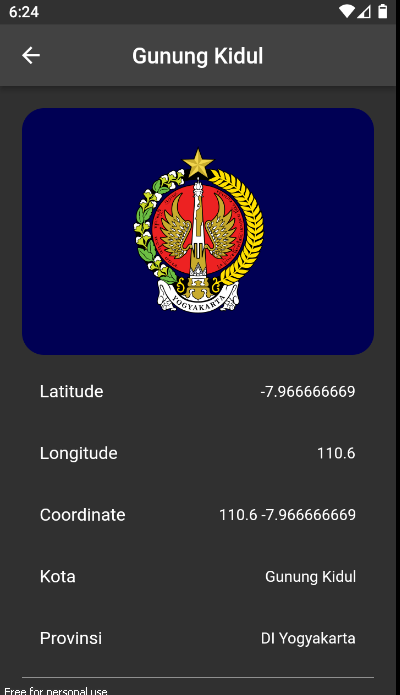 6:24
Gunung Kidul
YOGYAKARTA
Latitude -7.966666669
Longitude 110.6
Coordinate 110.6 -7.966666669
Kota Gunung Kidul
Provinsi DI Yogyakarta
Free for personal use